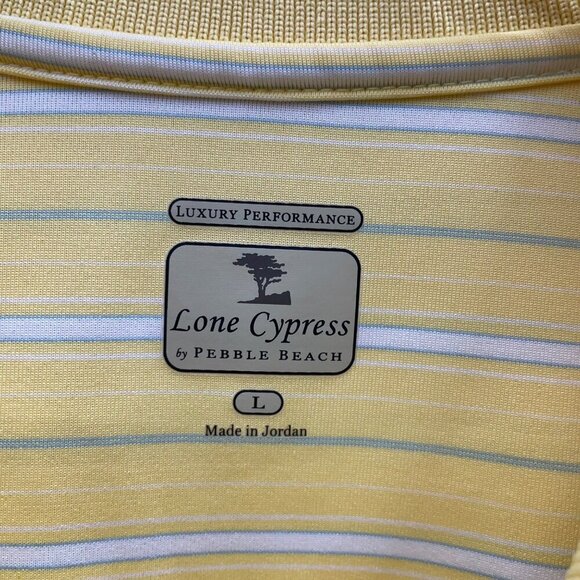 LUXURY PERFORMANCE
Lone Cypress
by PEBBLE BEACH
L
Made in Jordan